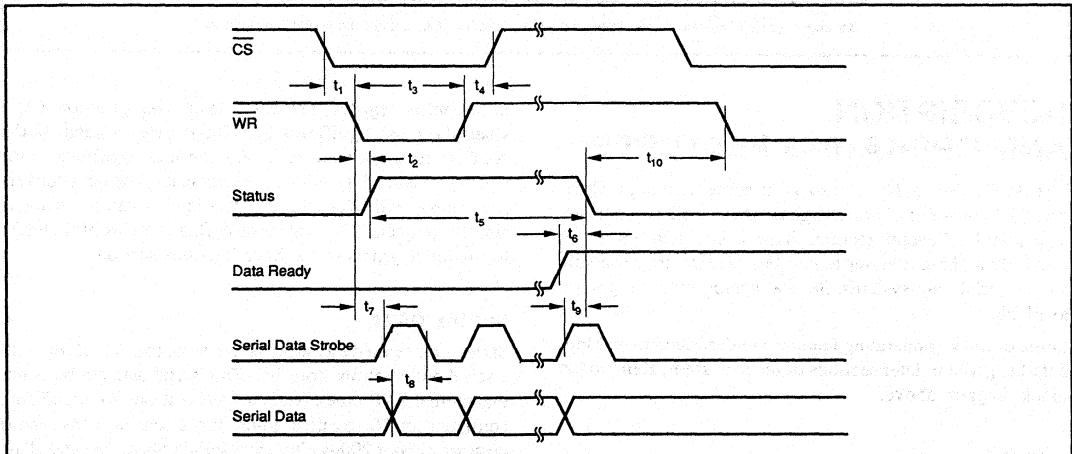 CS
t1
t3
t4
WR
t2
t10
Status
t5
t6
Data Ready
t7
t9
Serial Data Strobe
t8
Serial Data